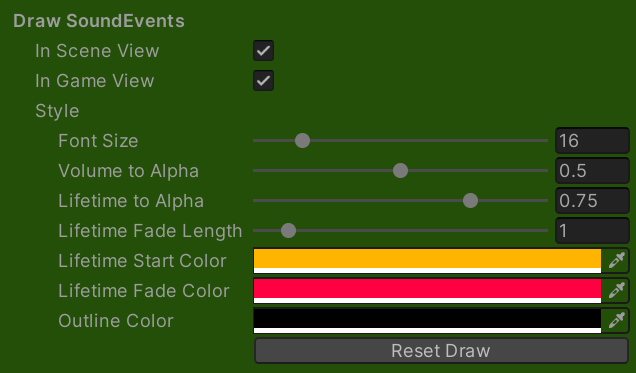 Draw SoundEvents
In Scene View
In Game View
Style
Font Size 16
Volume to Alpha 0.5
Lifetime to Alpha 0.75
Lifetime Fade Length 1
Lifetime Start Color
Lifetime Fade Color
Outline Color
Reset Draw